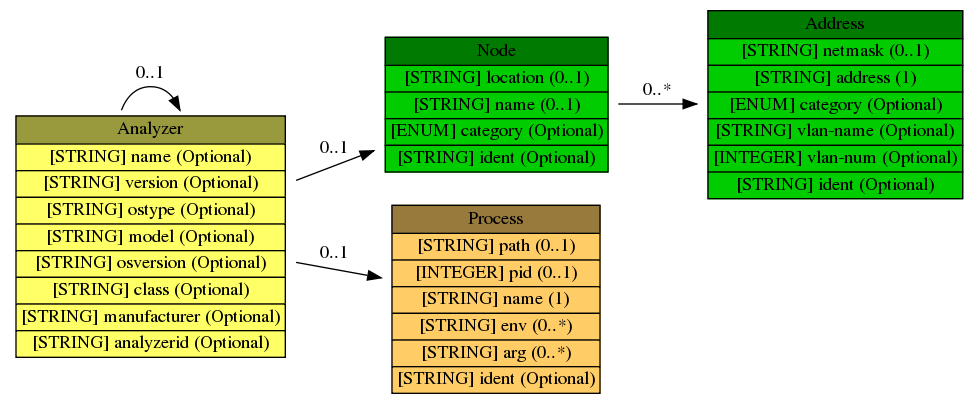 0..1
Analyzer
[STRING] name (Optional)
[STRING] version (Optional)
[STRING] ostype (Optional)
[STRING] model (Optional)
[STRING] osversion (Optional)
[STRING] class (Optional)
[STRING] manufacturer (Optional)
[STRING] analyzerid (Optional)
0..1
0..1
Node
[STRING] location (0..1)
[STRING] name (0..1)
[ENUM] category (Optional)
[STRING] ident (Optional)
Process
[STRING] path (0..1)
[INTEGER] pid (0..1)
[STRING] name (1)
[STRING] env (0..*)
[STRING] arg (0..*)
[STRING] ident (Optional)
0..*
Address
[STRING] netmask (0..1)
[STRING] address (1)
[ENUM] category (Optional)
[STRING] vlan-name (Optional)
[INTEGER] vlan-num (Optional)
[STRING] ident (Optional)